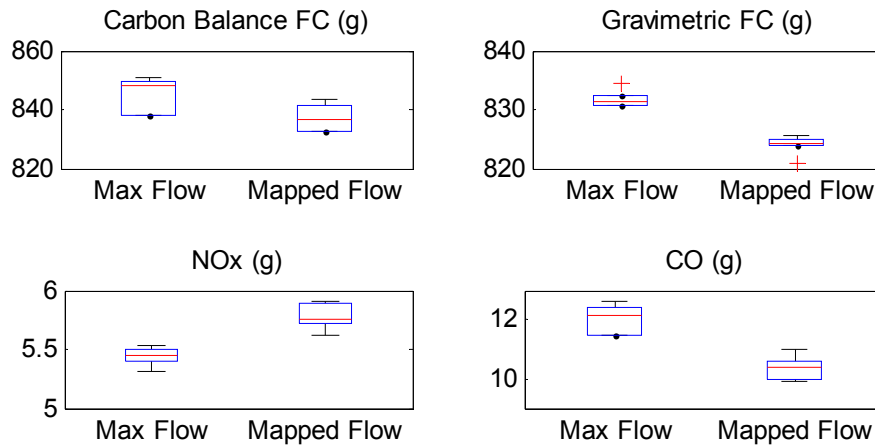 Carbon Balance FC (g)
860
840
820
Max Flow Mapped Flow
Gravimetric FC (g)
840
830
820
Max Flow Mapped Flow
NOx (g)
6
5.5
5
Max Flow Mapped Flow
CO (g)
12
10
Max Flow Mapped Flow